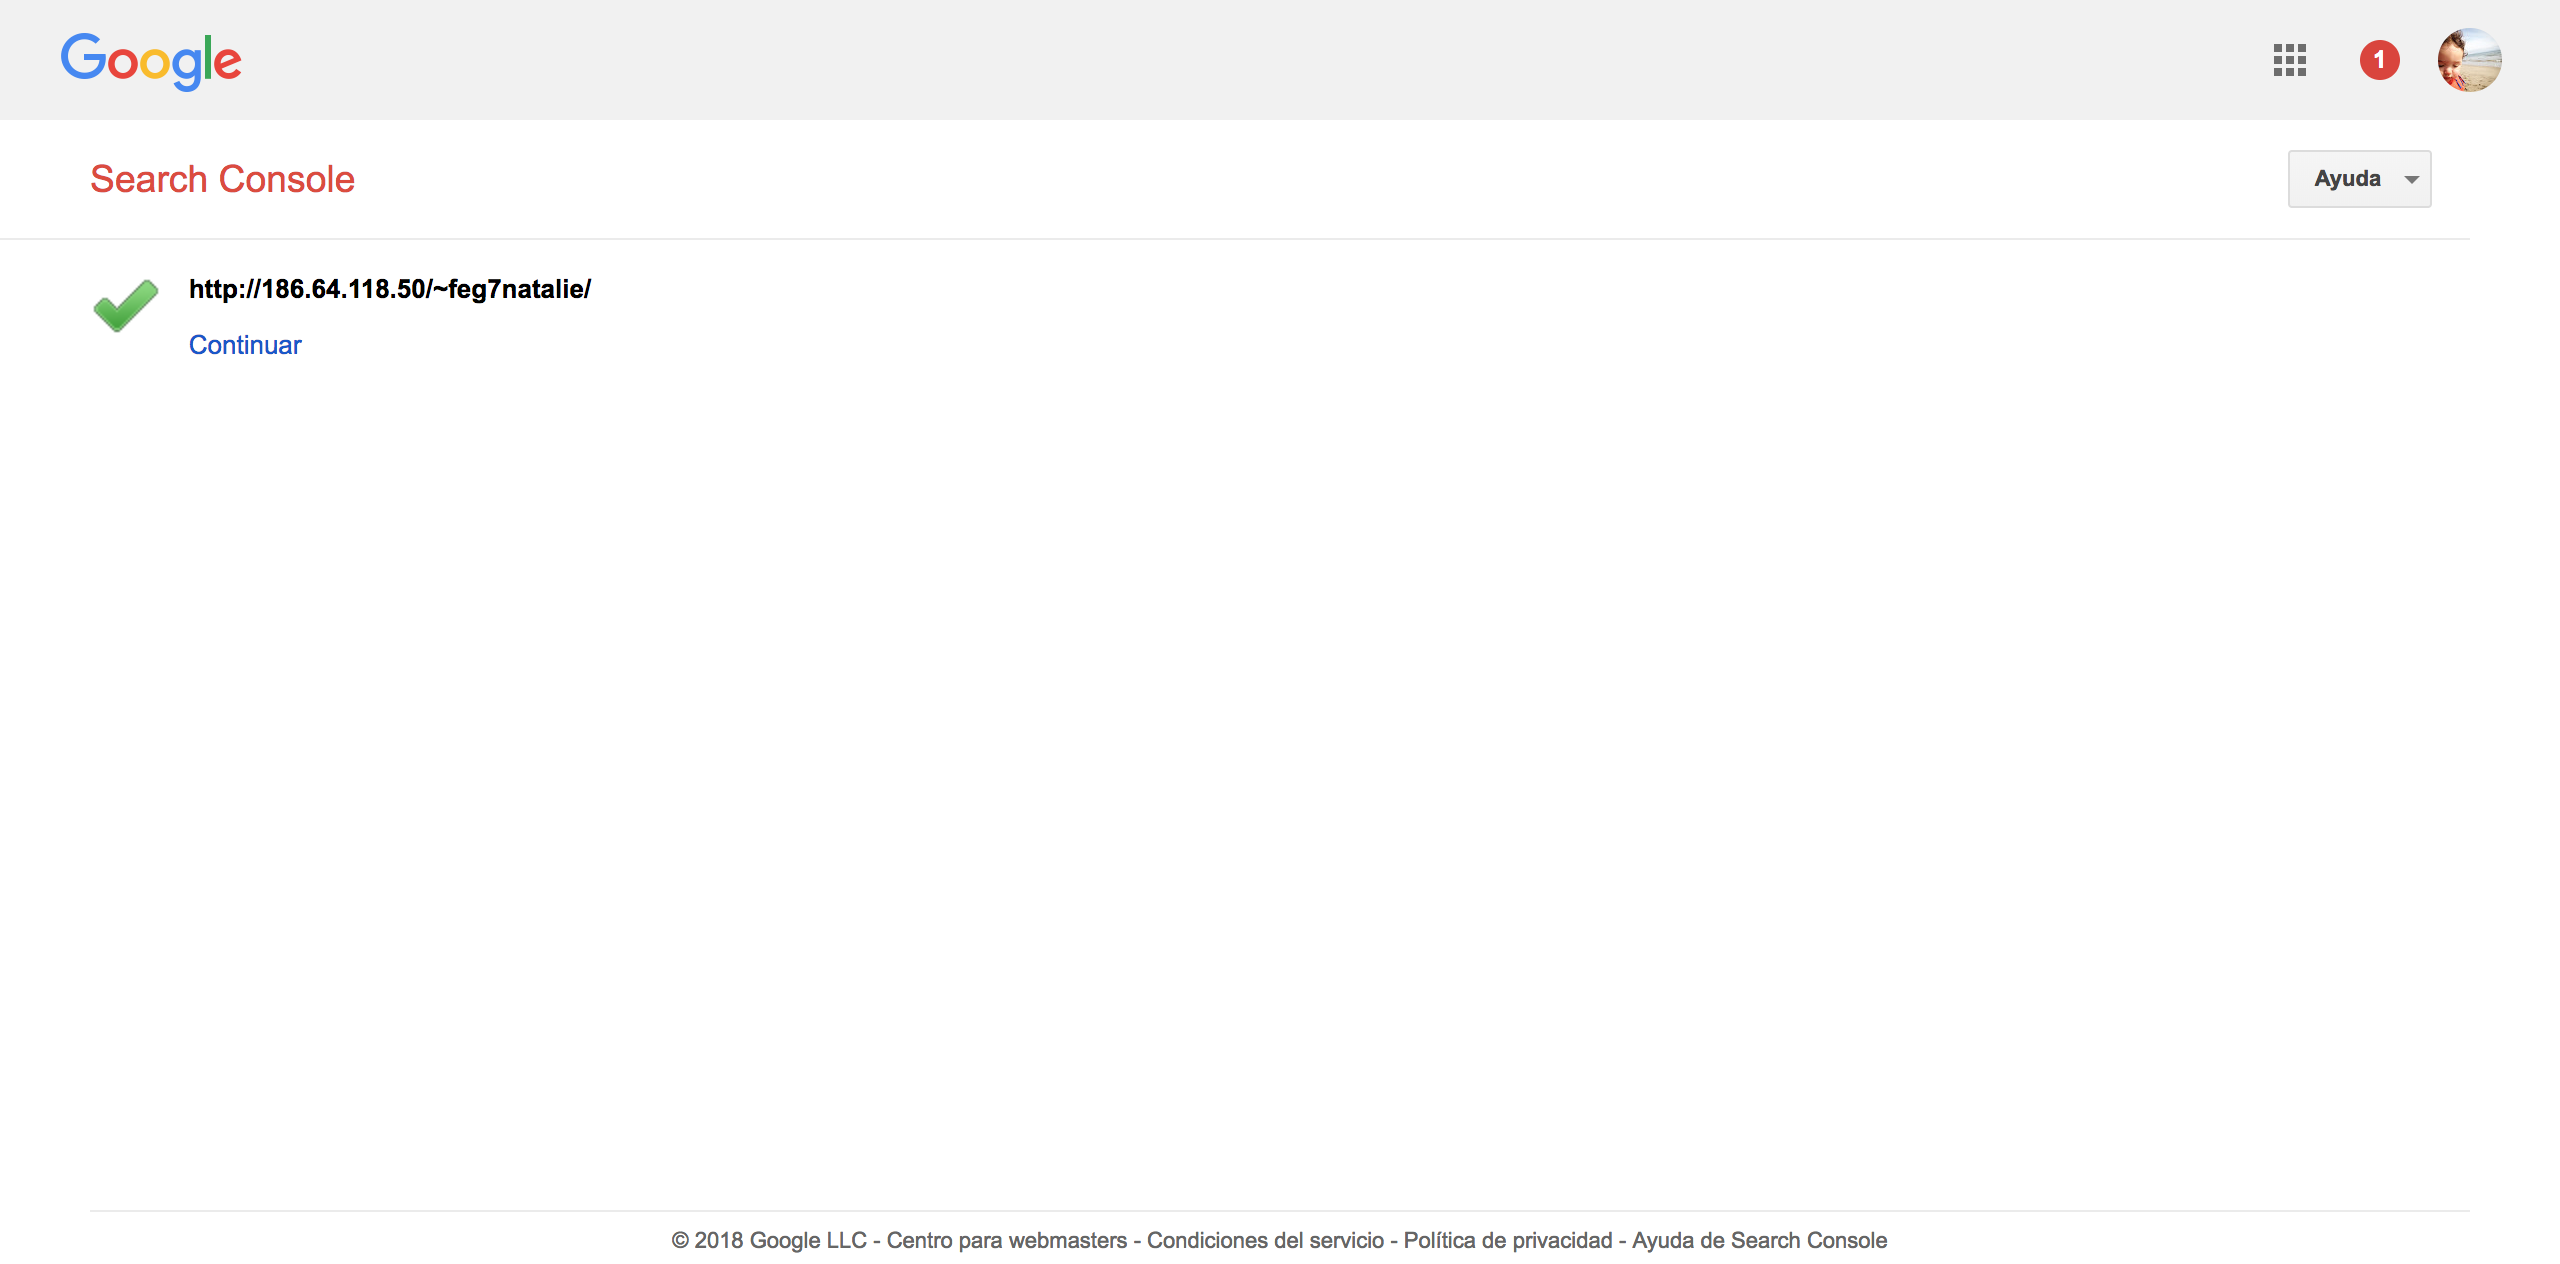 Google
1
Search Console
Ayuda
http://186.64.118.50/~feg7natalie/
Continuar
© 2018 Google LLC - Centro para webmasters - Condiciones del servicio - Política de privacidad - Ayuda de Search Console